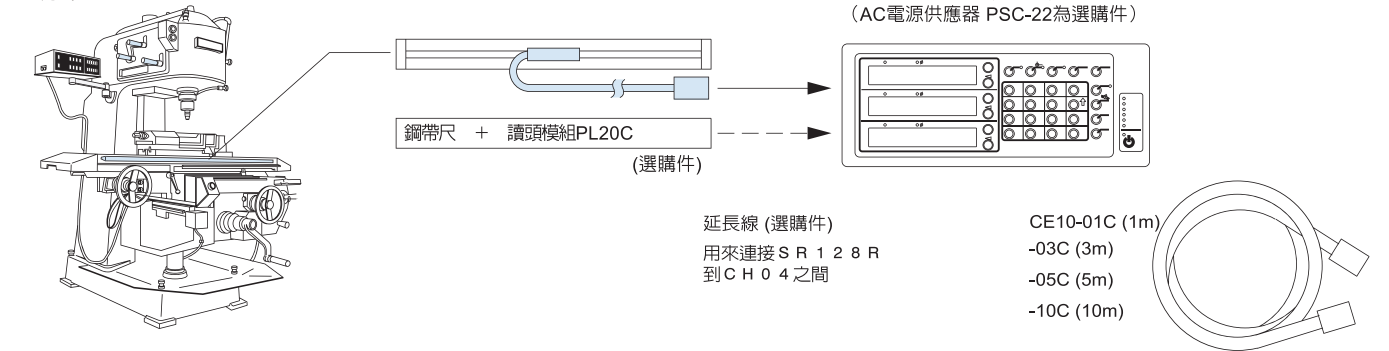 （AC電源供應器 PSC-22為選購件）
鋼帶尺 + 讀頭模組PL20C
(選購件)
延長線 (選購件)
用來連接ＳＲ１２８Ｒ
到ＣＨ０４之間
CE10-01C (1m)
-03C (3m)
-05C (5m)
-10C (10m)